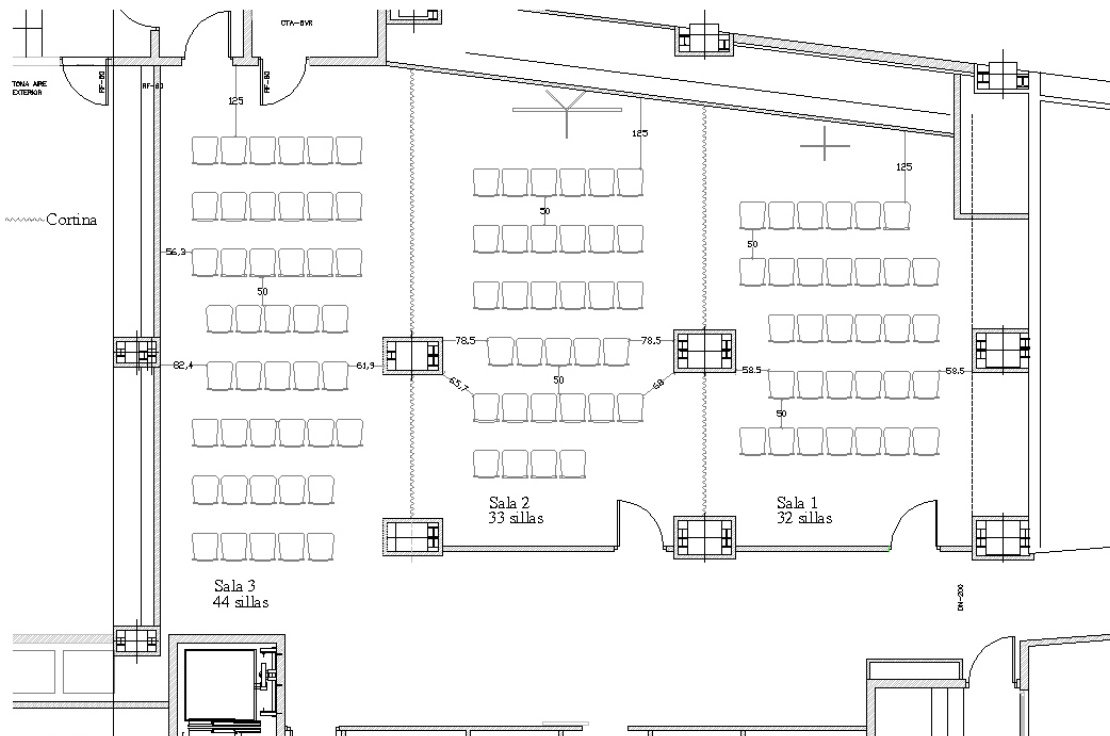 CTA-BVR
TOMA AIRE
EXTERIOR
RF-60
RF-60
RF-60
125
125
125
Cortina
50
56,3
50
50
78.5
78.5
82,4
61,9
58.5
58.5
65,7
50
68
50
Sala 2
33 sillas
Sala 1
32 sillas
Sala 3
44 sillas
DN-200